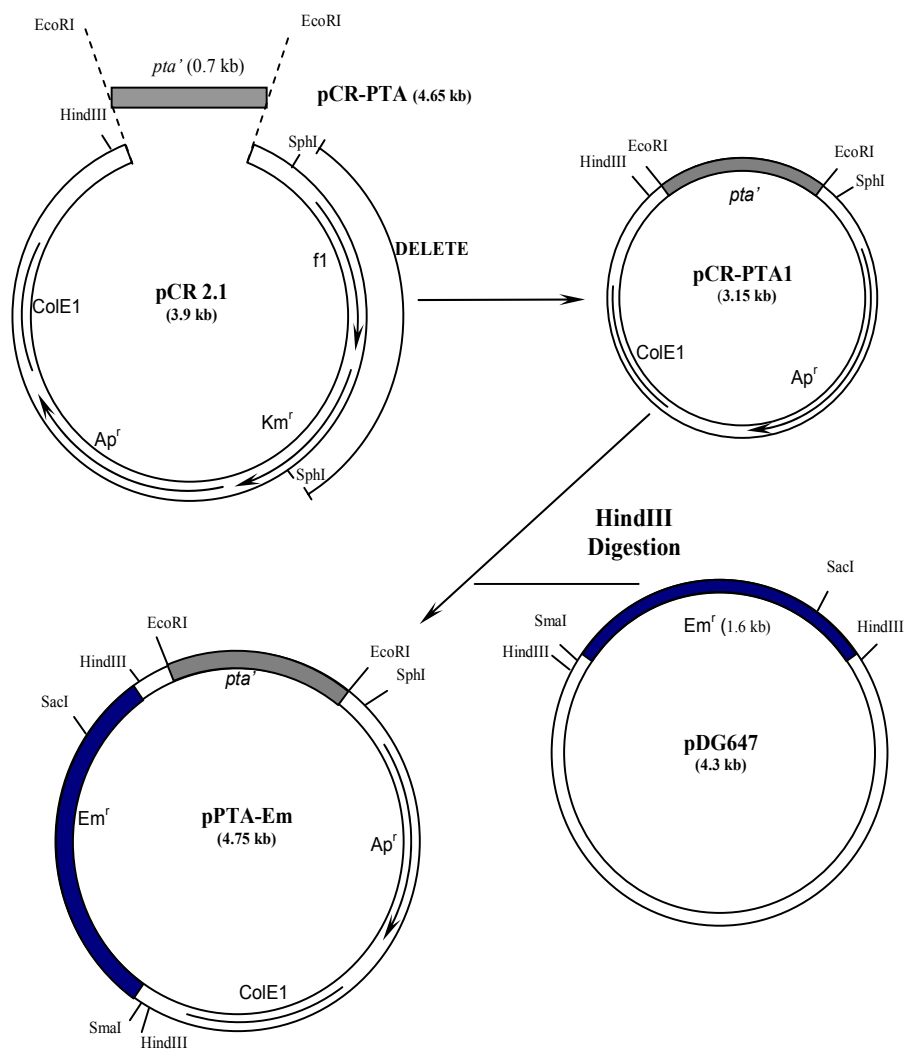 EcoRI
EcoRI
pta' (0.7 kb)
pCR-PTA (4.65 kb)
HindIII
SphI
DELETE
f1
ColE1
pCR 2.1
(3.9 kb)
Km^r
Ap^r
SphI
EcoRI
HindIII
EcoRI
SphI
pta'
pCR-PTA1
(3.15 kb)
ColE1
Ap^r
HindIII
Digestion
SacI
Em^r (1.6 kb)
SmaI
HindIII
HindIII
pDG647
(4.3 kb)
EcoRI
HindIII
EcoRI
SphI
pta'
SacI
Em^r
pPTA-Em
(4.75 kb)
Ap^r
ColE1
SmaI
HindIII